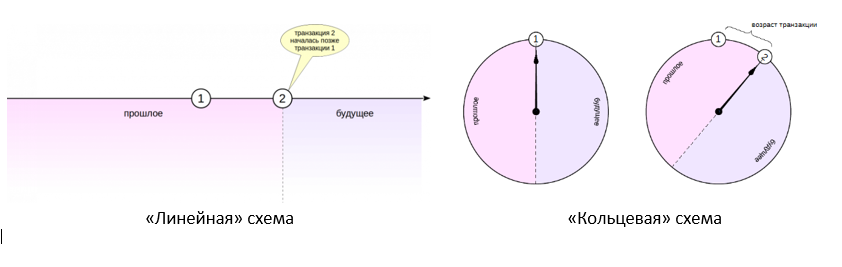 транзакция 2
началась позже
транзакции 1
1
2
прошлое
будущее
«Линейная» схема
возраст транзакции
1
прошлое
будущее
1
2
прошлое
будущее
«Кольцевая» схема